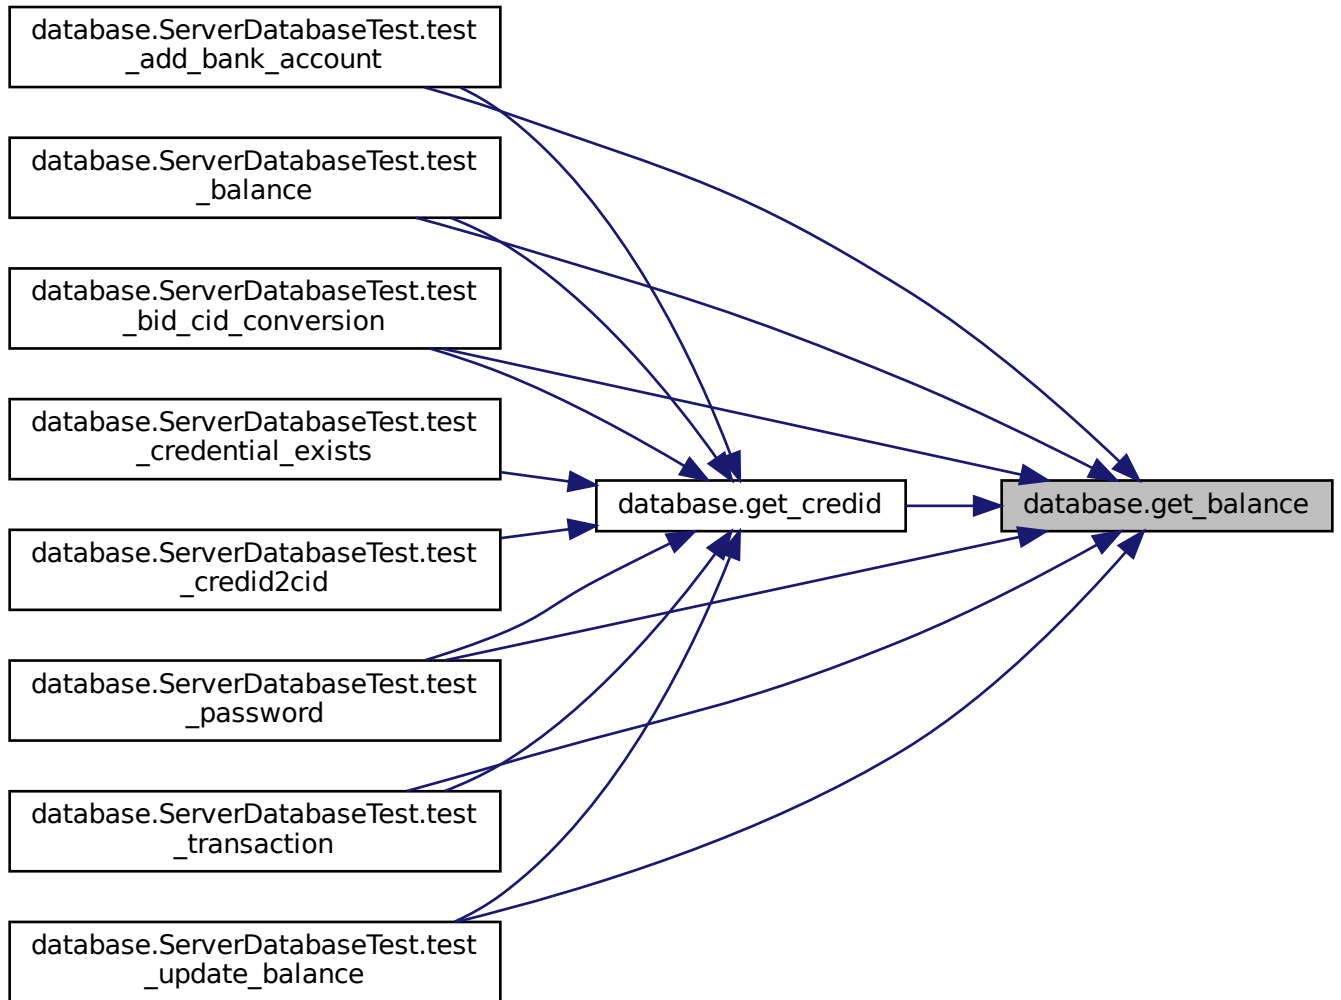 database.ServerDatabaseTest.test
_add_bank_account
database.ServerDatabaseTest.test
_balance
database.ServerDatabaseTest.test
_bid_cid_conversion
database.ServerDatabaseTest.test
_credential_exists
database.get_credid
database.get_balance
database.ServerDatabaseTest.test
_credid2cid
database.ServerDatabaseTest.test
_password
database.ServerDatabaseTest.test
_transaction
database.ServerDatabaseTest.test
_update_balance